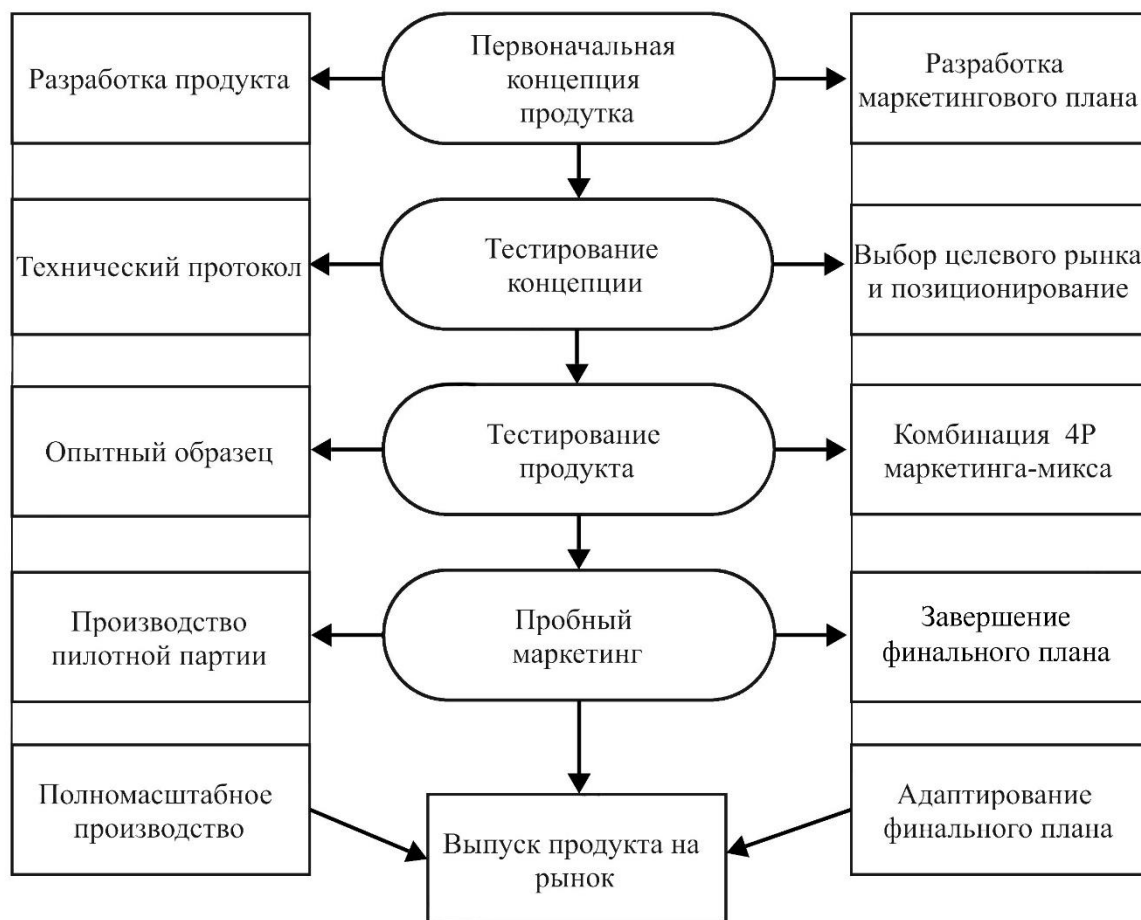 Разработка продукта
Первоначальная
концепция
продутка
Разработка
маркетингового плана
Технический протокол
Тестирование
концепции
Выбор целевого рынка
и позиционирование
Опытный образец
Тестирование
продукта
Комбинация 4Р
маркетинга-микса
Производство
пилотной партии
Пробный
маркетинг
Завершение
финального плана
Полномасштабное
производство
Выпуск продукта на
рынок
Адаптирование
финального плана